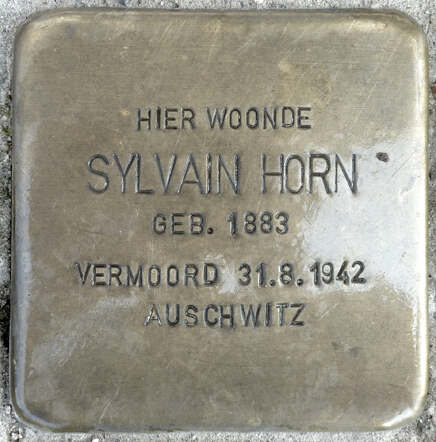 HIER WOONDE
SYLVAIN HORN
GEB. 1883
VERMOORD 31.8.1942
AUSCHWITZ